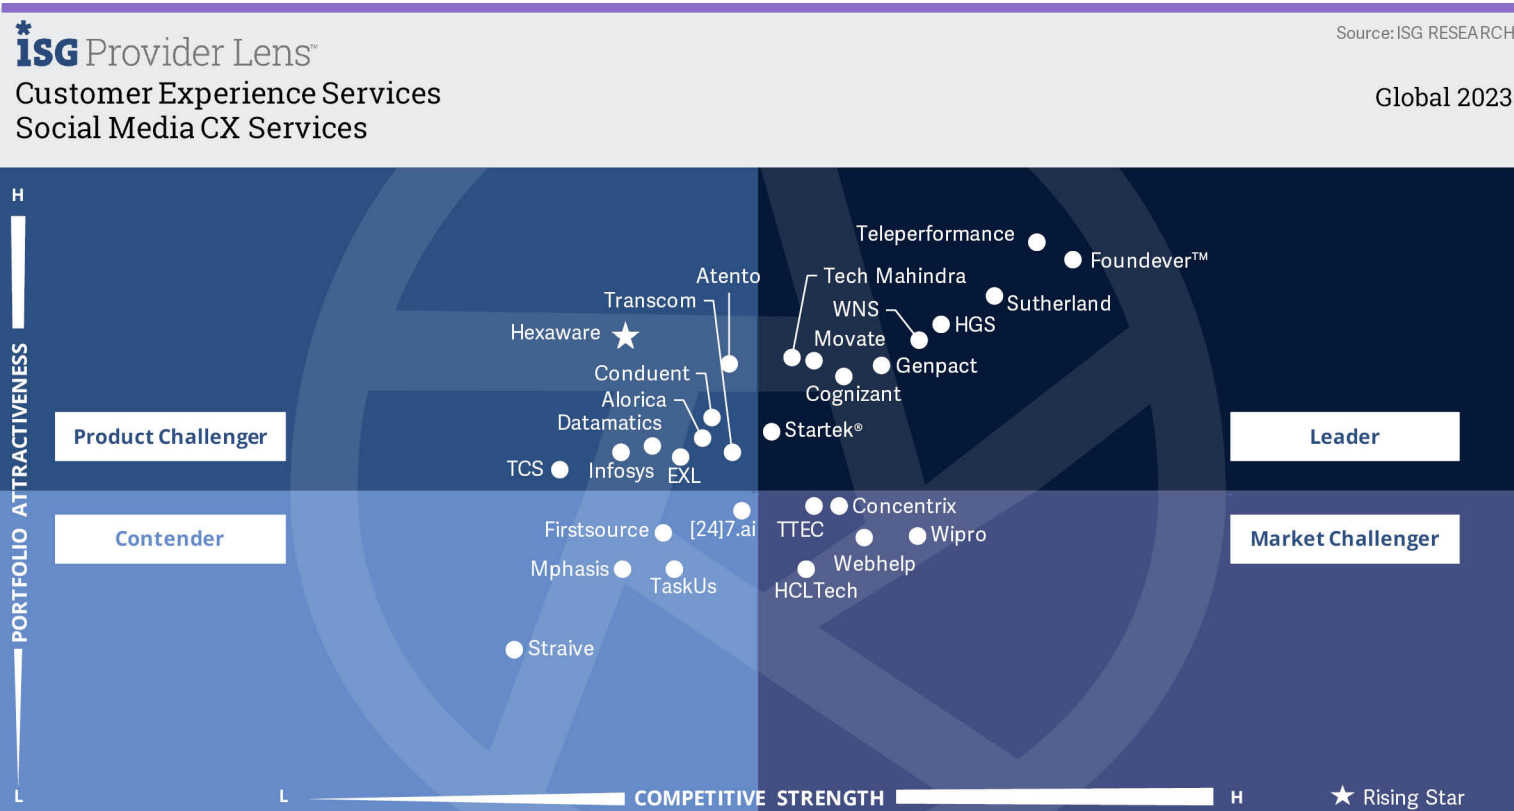 Source: ISG RESEARCH
ISG Provider Lens™
Customer Experience Services
Social Media CX Services
Global 2023
H
PORTFOLIO ATTRACTIVENESS
L
Teleperformance
Foundever™
Atento
Tech Mahindra
Transcom
Sutherland
WNS
HGS
Hexaware
Movate
Genpact
Conduent
Cognizant
Alorica
Datamatics
Startek®
Product Challenger
Leader
TCS
Infosys
EXL
Concentrix
Firstsource
[24]7.ai
TTEC
Wipro
Contender
Market Challenger
Webhelp
Mphasis
TaskUs
HCLTech
Straive
L
COMPETITIVE STRENGTH
H
Rising Star